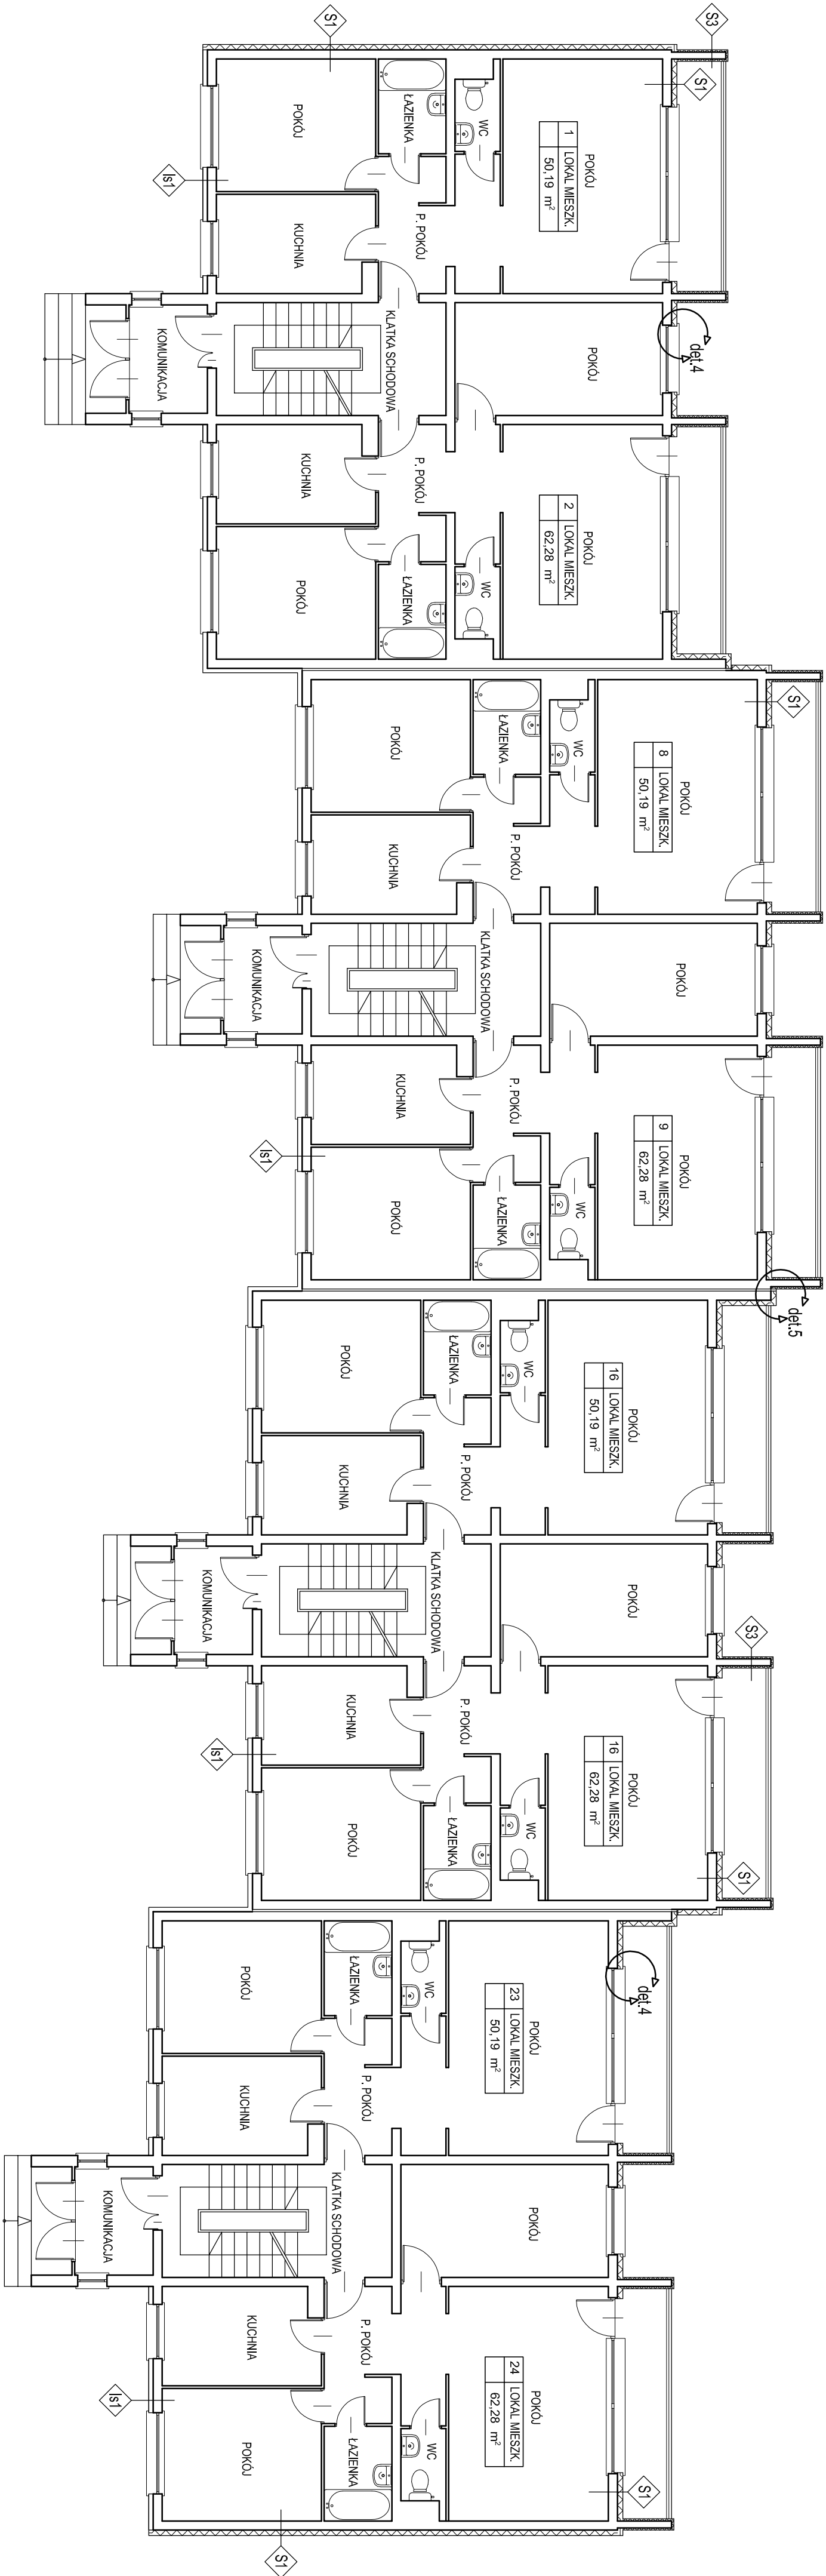 S1
S3
S1
POKÓJ
ŁAZIENKA
WC
POKÓJ
1 LOKAL MIESZK.
50,19 m²
Is1
KUCHNIA
P. POKÓJ
KOMUNIKACJA
KLATKA SCHODOWA
POKÓJ
det.4
KUCHNIA
P. POKÓJ
POKÓJ
2 LOKAL MIESZK.
62,28 m²
POKÓJ
ŁAZIENKA
WC
S1
POKÓJ
ŁAZIENKA
WC
POKÓJ
8 LOKAL MIESZK.
50,19 m²
KUCHNIA
P. POKÓJ
KOMUNIKACJA
KLATKA SCHODOWA
POKÓJ
KUCHNIA
P. POKÓJ
POKÓJ
9 LOKAL MIESZK.
62,28 m²
Is1
POKÓJ
ŁAZIENKA
WC
det.5
POKÓJ
ŁAZIENKA
WC
POKÓJ
16 LOKAL MIESZK.
50,19 m²
KUCHNIA
P. POKÓJ
KOMUNIKACJA
KLATKA SCHODOWA
POKÓJ
S3
KUCHNIA
P. POKÓJ
POKÓJ
16 LOKAL MIESZK.
62,28 m²
Is1
POKÓJ
ŁAZIENKA
WC
S1
POKÓJ
ŁAZIENKA
WC
det.4
POKÓJ
23 LOKAL MIESZK.
50,19 m²
KUCHNIA
P. POKÓJ
KOMUNIKACJA
KLATKA SCHODOWA
POKÓJ
KUCHNIA
P. POKÓJ
POKÓJ
24 LOKAL MIESZK.
62,28 m²
Is1
POKÓJ
ŁAZIENKA
WC
S1
S1